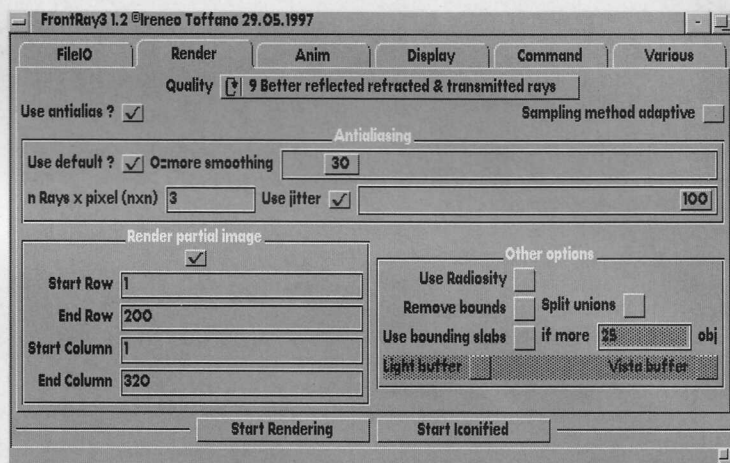 FrontRay3 1.2 ©Ireneo Toffano 29.05.1997
FileIO Render Anim Display Command Various
Quality 9 Better reflected refracted & transmitted rays
Use antialias ? Sampling method adaptive
Antialiasing
Use default ? 0=more smoothing 30
n Rays x pixel (nxn) 3 Use jitter 100
Render partial image
Other options
Use Radiosity
Start Row 1
Remove bounds Split unions
End Row 200
Use bounding slabs if more 25 obj
Start Column 1
Light buffer Vista buffer
End Column 320
Start Rendering Start Iconified